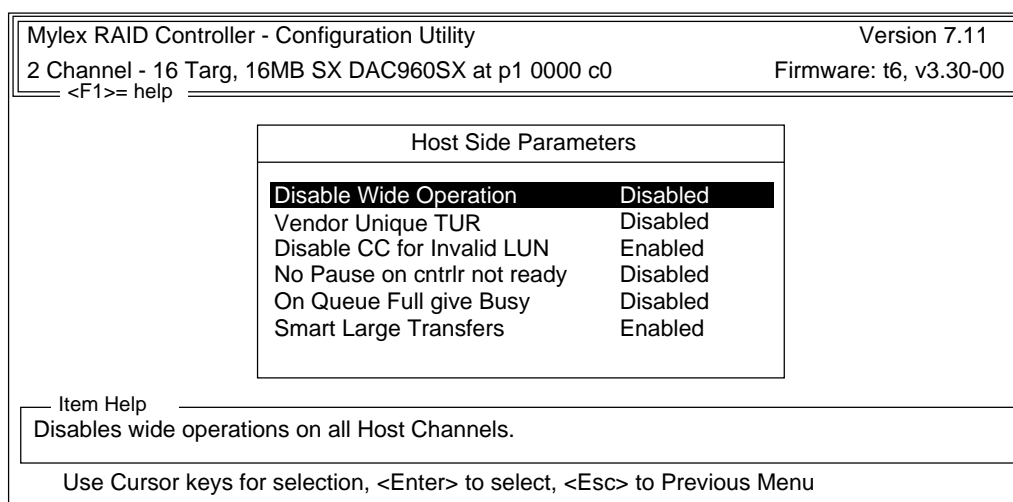 Mylex RAID Controller - Configuration Utility Version 7.11
2 Channel - 16 Targ, 16MB SX DAC960SX at p1 0000 c0 Firmware: t6, v3.30-00
<F1>= help
Host Side Parameters
Disable Wide Operation Disabled
Vendor Unique TUR Disabled
Disable CC for Invalid LUN Enabled
No Pause on cntrlr not ready Disabled
On Queue Full give Busy Disabled
Smart Large Transfers Enabled
Item Help
Disables wide operations on all Host Channels.
Use Cursor keys for selection, <Enter> to select, <Esc> to Previous Menu